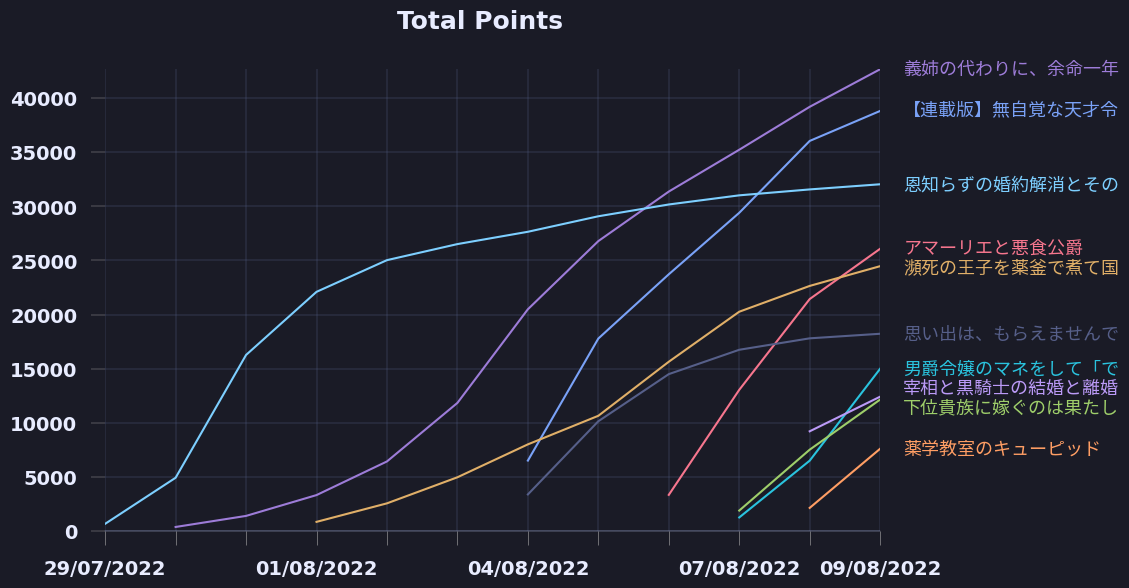 Total Points
義姉の代わりに、余命一年
40000
【連載版】無自覚な天才令
35000
30000
恩知らずの婚約解消とその
25000
アマーリエと悪食公爵
瀕死の王子を薬釜で煮て国
20000
思い出は、もらえませんで
15000
男爵令嬢のマネをして「で
宰相と黒騎士の結婚と離婚
下位貴族に嫁ぐのは果たし
10000
薬学教室のキューピッド
5000
0
29/07/2022 01/08/2022 04/08/2022 07/08/2022 09/08/2022